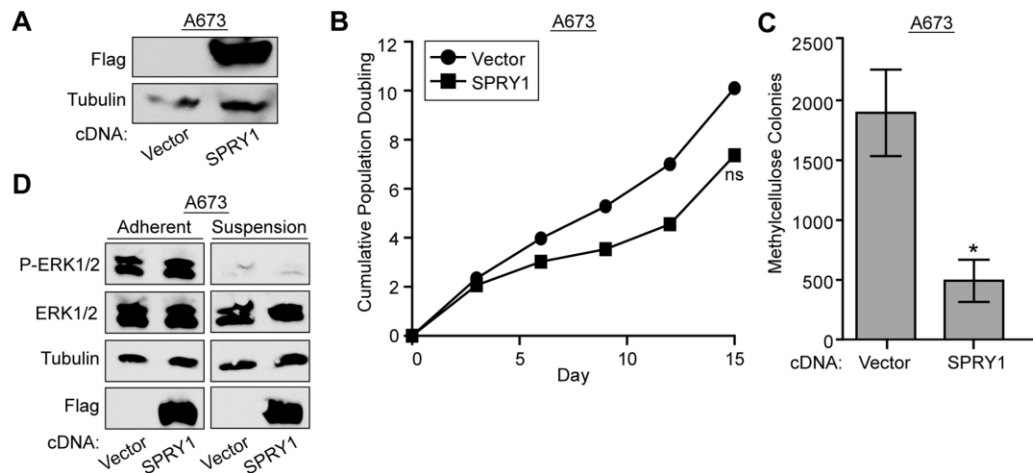 A
A673
Flag
Tubulin
cDNA:
Vector
SPRY1
B
A673
Cumulative Population Doubling
12
10
8
6
4
2
0
Vector
SPRY1
ns
0
5
10
15
Day
C
A673
Methylcellulose Colonies
2500
2000
1500
1000
500
0
*
cDNA:
Vector
SPRY1
D
A673
Adherent
Suspension
P-ERK1/2
ERK1/2
Tubulin
Flag
cDNA:
Vector
SPRY1
Vector
SPRY1